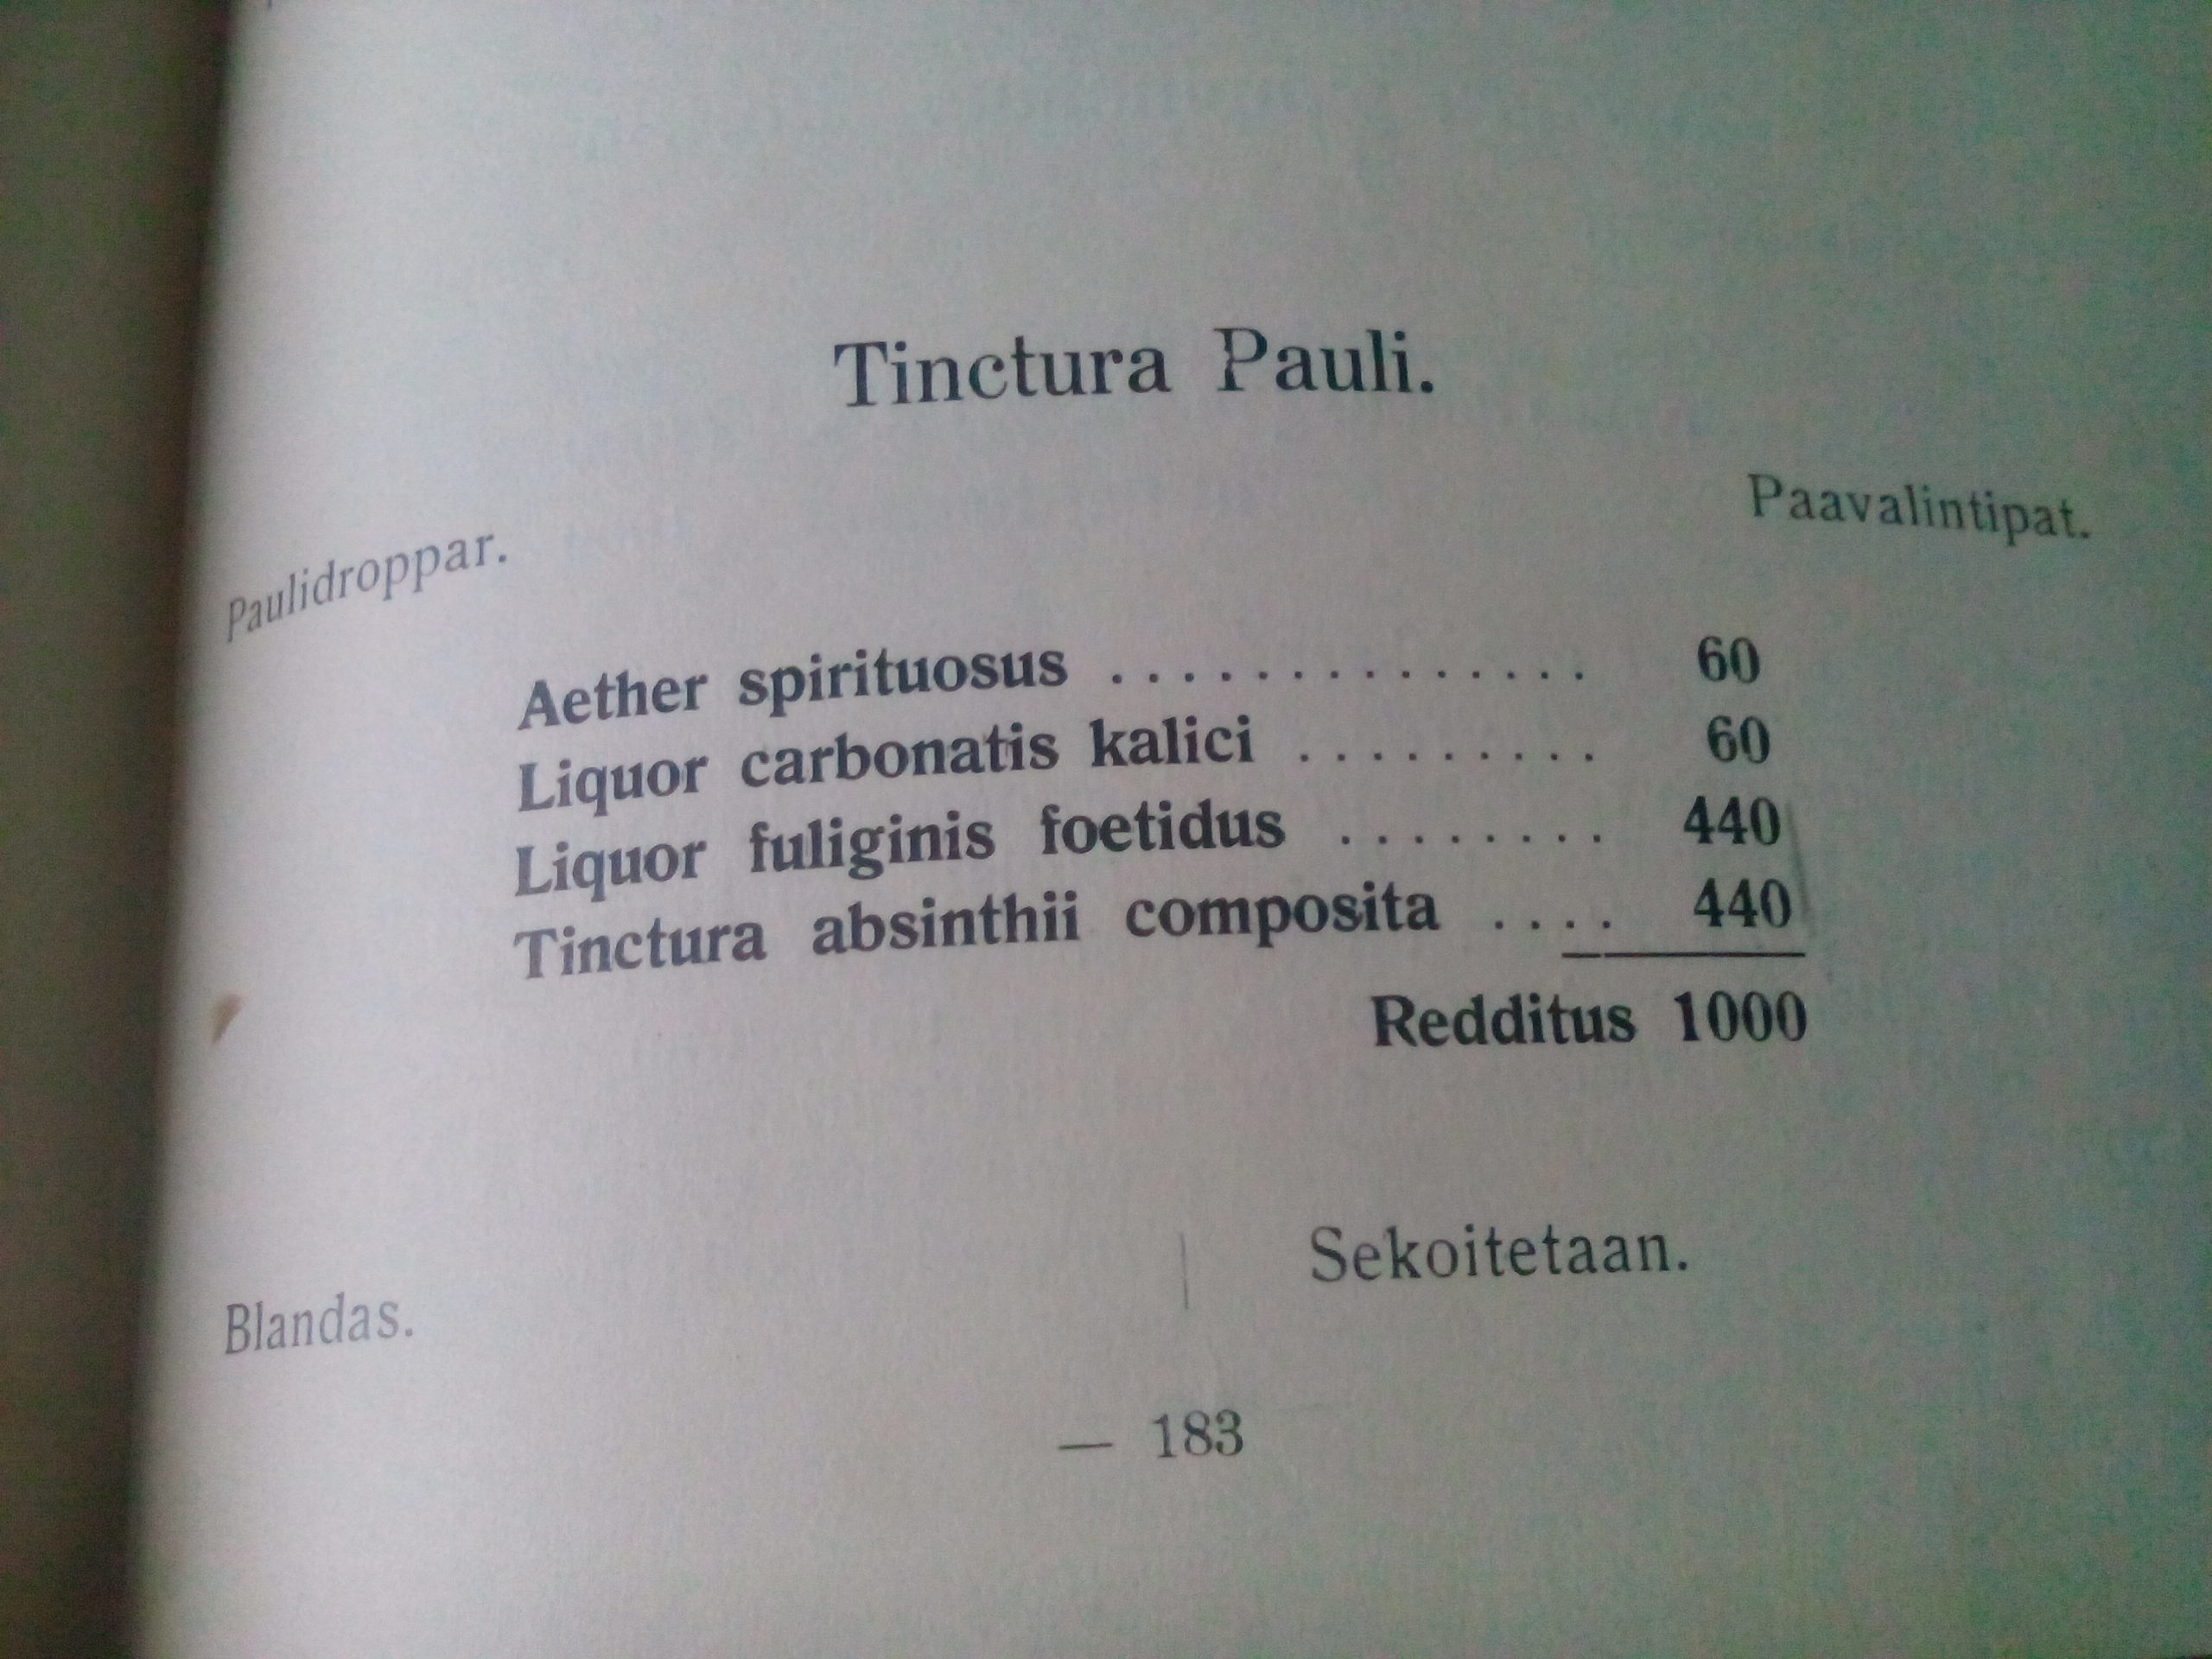 Tinctura Pauli.
Paulidroppar. Paavalintipat.
Aether spirituosus . . . . . . . . . . . . . . 60
Liquor carbonatis kalici . . . . . . . . . 60
Liquor fuliginis foetidus . . . . . . . . 440
Tinctura absinthii composita . . . . 440
Redditus 1000
Blandas. Sekoitetaan.
— 183